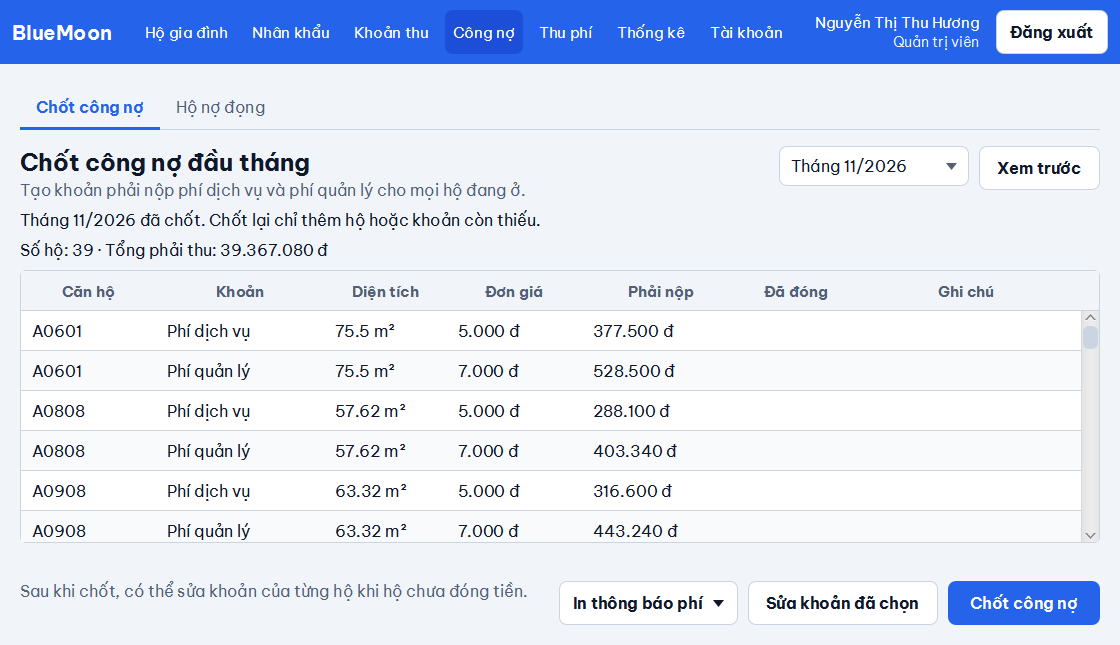 BlueMoon
Hộ gia đình Nhân khẩu Khoản thu Công nợ Thu phí Thống kê Tài khoản
Nguyễn Thị Thu Hương
Quản trị viên
Đăng xuất
Chốt công nợ Hộ nợ đọng
Chốt công nợ đầu tháng
Tháng 11/2026
Xem trước
Tạo khoản phải nộp phí dịch vụ và phí quản lý cho mọi hộ đang ở.
Tháng 11/2026 đã chốt. Chốt lại chỉ thêm hộ hoặc khoản còn thiếu.
Số hộ: 39 · Tổng phải thu: 39.367.080 đ
Căn hộ Khoản Diện tích Đơn giá Phải nộp Đã đóng Ghi chú
A0601 Phí dịch vụ 75.5 m² 5.000 đ 377.500 đ
A0601 Phí quản lý 75.5 m² 7.000 đ 528.500 đ
A0808 Phí dịch vụ 57.62 m² 5.000 đ 288.100 đ
A0808 Phí quản lý 57.62 m² 7.000 đ 403.340 đ
A0908 Phí dịch vụ 63.32 m² 5.000 đ 316.600 đ
A0908 Phí quản lý 63.32 m² 7.000 đ 443.240 đ
Sau khi chốt, có thể sửa khoản của từng hộ khi hộ chưa đóng tiền.
In thông báo phí
Sửa khoản đã chọn
Chốt công nợ